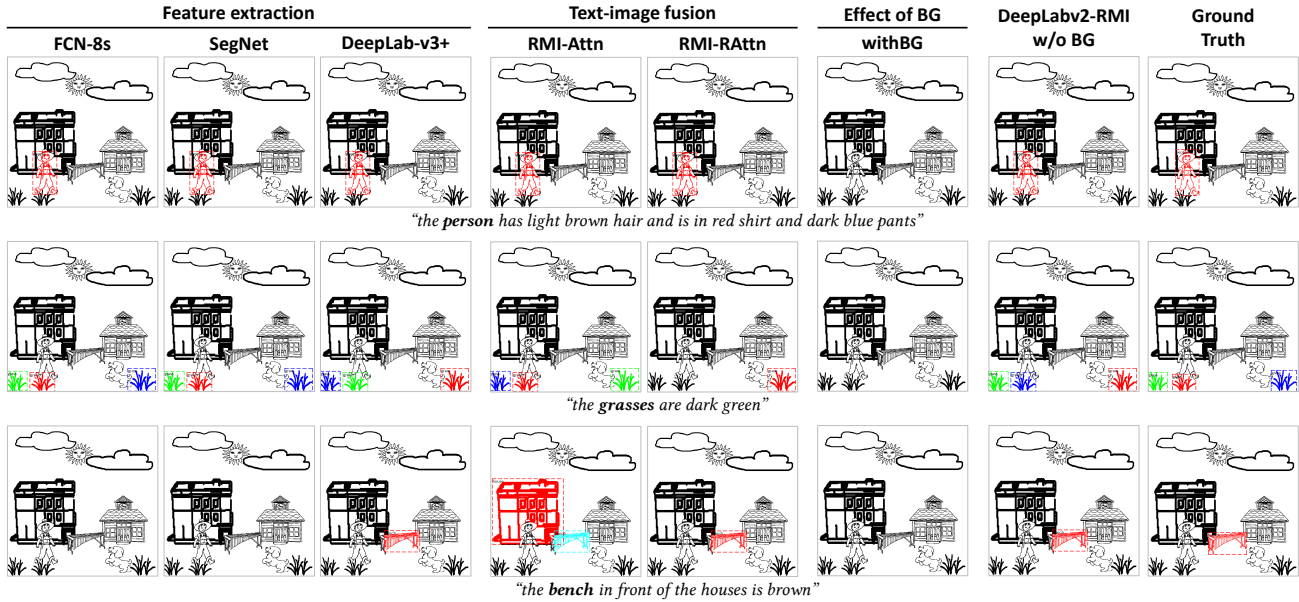 Feature extraction
Text-image fusion
Effect of BG
DeepLabv2-RMI
Ground
FCN-8s
SegNet
DeepLab-v3+
RMI-Attn
RMI-RAttn
withBG
w/o BG
Truth
“the person has light brown hair and is in red shirt and dark blue pants”
“the grasses are dark green”
“the bench in front of the houses is brown”